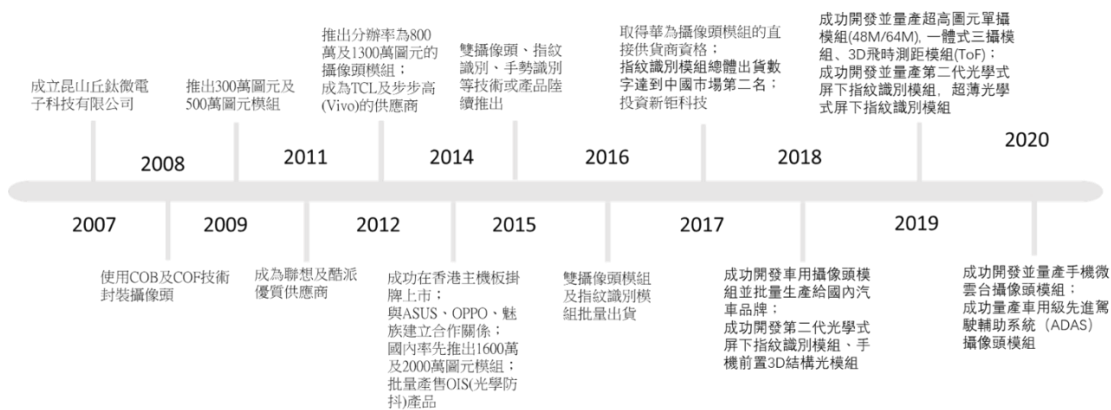 成立昆山丘鈦微電
子科技有限公司
2007
2008
使用COB及COF技術
封裝攝像頭
推出300萬圖元及
500萬圖元模組
2009
2011
成為聯想及酷派
優質供應商
推出分辦率為800
萬及1300萬圖元的
攝像頭模組；
成為TCL及步步高
(Vivo)的供應商
2012
2014
成功在香港主機板掛
牌上市；
與ASUS、OPPO、魅
族建立合作關係；
國內率先推出1600萬
及2000萬圖元模組；
批量產售OIS(光學防
抖)產品
雙攝像頭、指紋
識別、手勢識別
等技術或產品陸
續推出
2015
2016
雙攝像頭模組
及指紋識別模
組批量出貨
取得華為攝像頭模組的直
接供貨商資格；
指紋識別模組總體出貨數
字達到中國市場第二名；
投資新钜科技
2017
2018
成功開發車用攝像頭模
組並批量生產給國內汽
車品牌；
成功開發第二代光學式
屏下指紋識別模組、手
機前置3D結構光模組
成功開發並量產超高圖元單攝
模組(48M/64M), 一體式三攝模
組、3D飛時測距模組(ToF)；
成功開發並量產第二代光學式
屏下指紋識別模組，超薄光學
式屏下指紋識別模組
2019
2020
成功開發並量產手機微
雲台攝像頭模組；
成功量產車用級先進駕
駛輔助系統（ADAS）
攝像頭模組